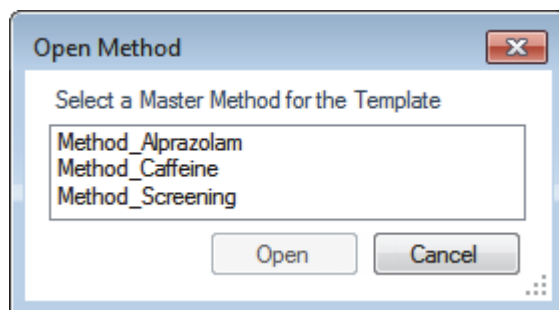 Open Method
Select a Master Method for the Template
Method_Alprazolam
Method_Caffeine
Method_Screening
Open
Cancel